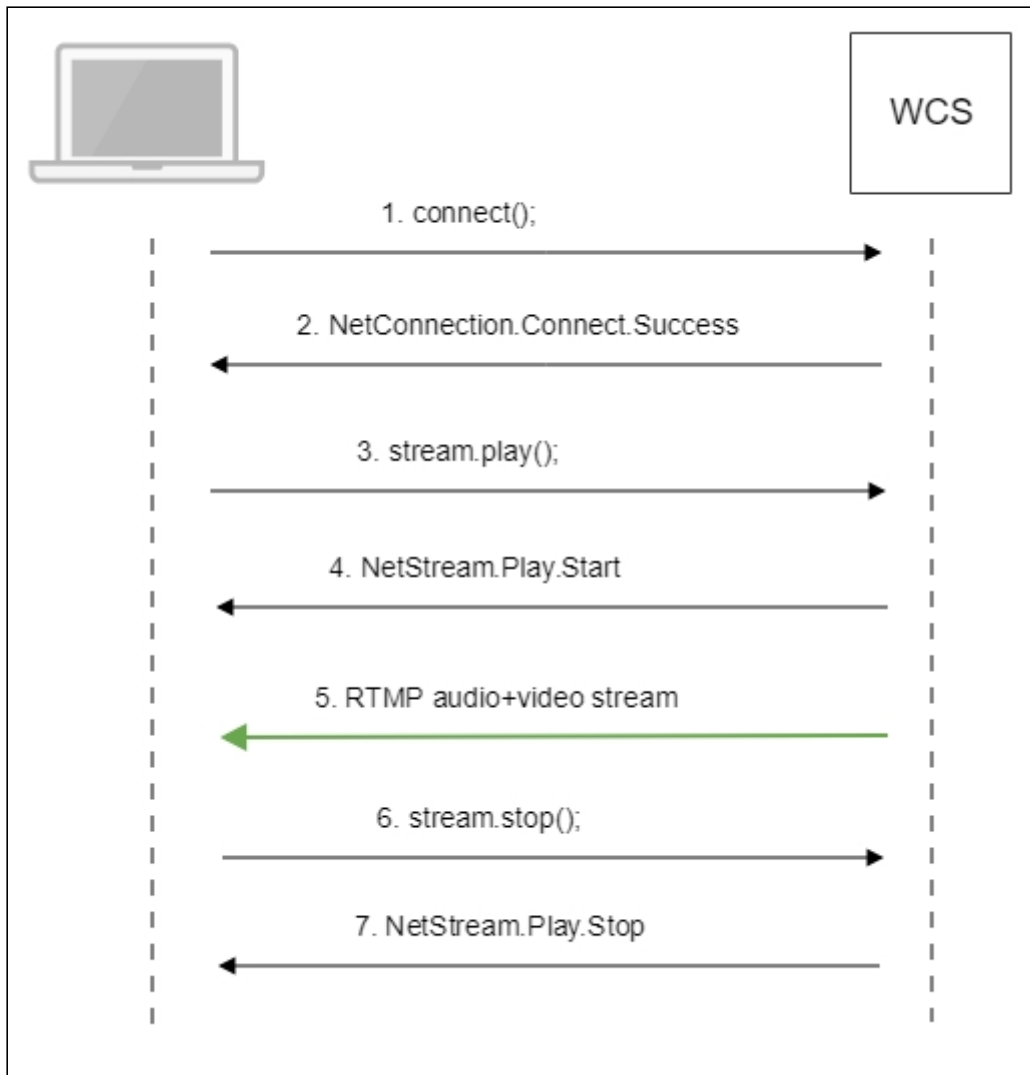 WCS
1. connect();
2. NetConnection.Connect.Success
3. stream.play();
4. NetStream.Play.Start
5. RTMP audio+video stream
6. stream.stop();
7. NetStream.Play.Stop